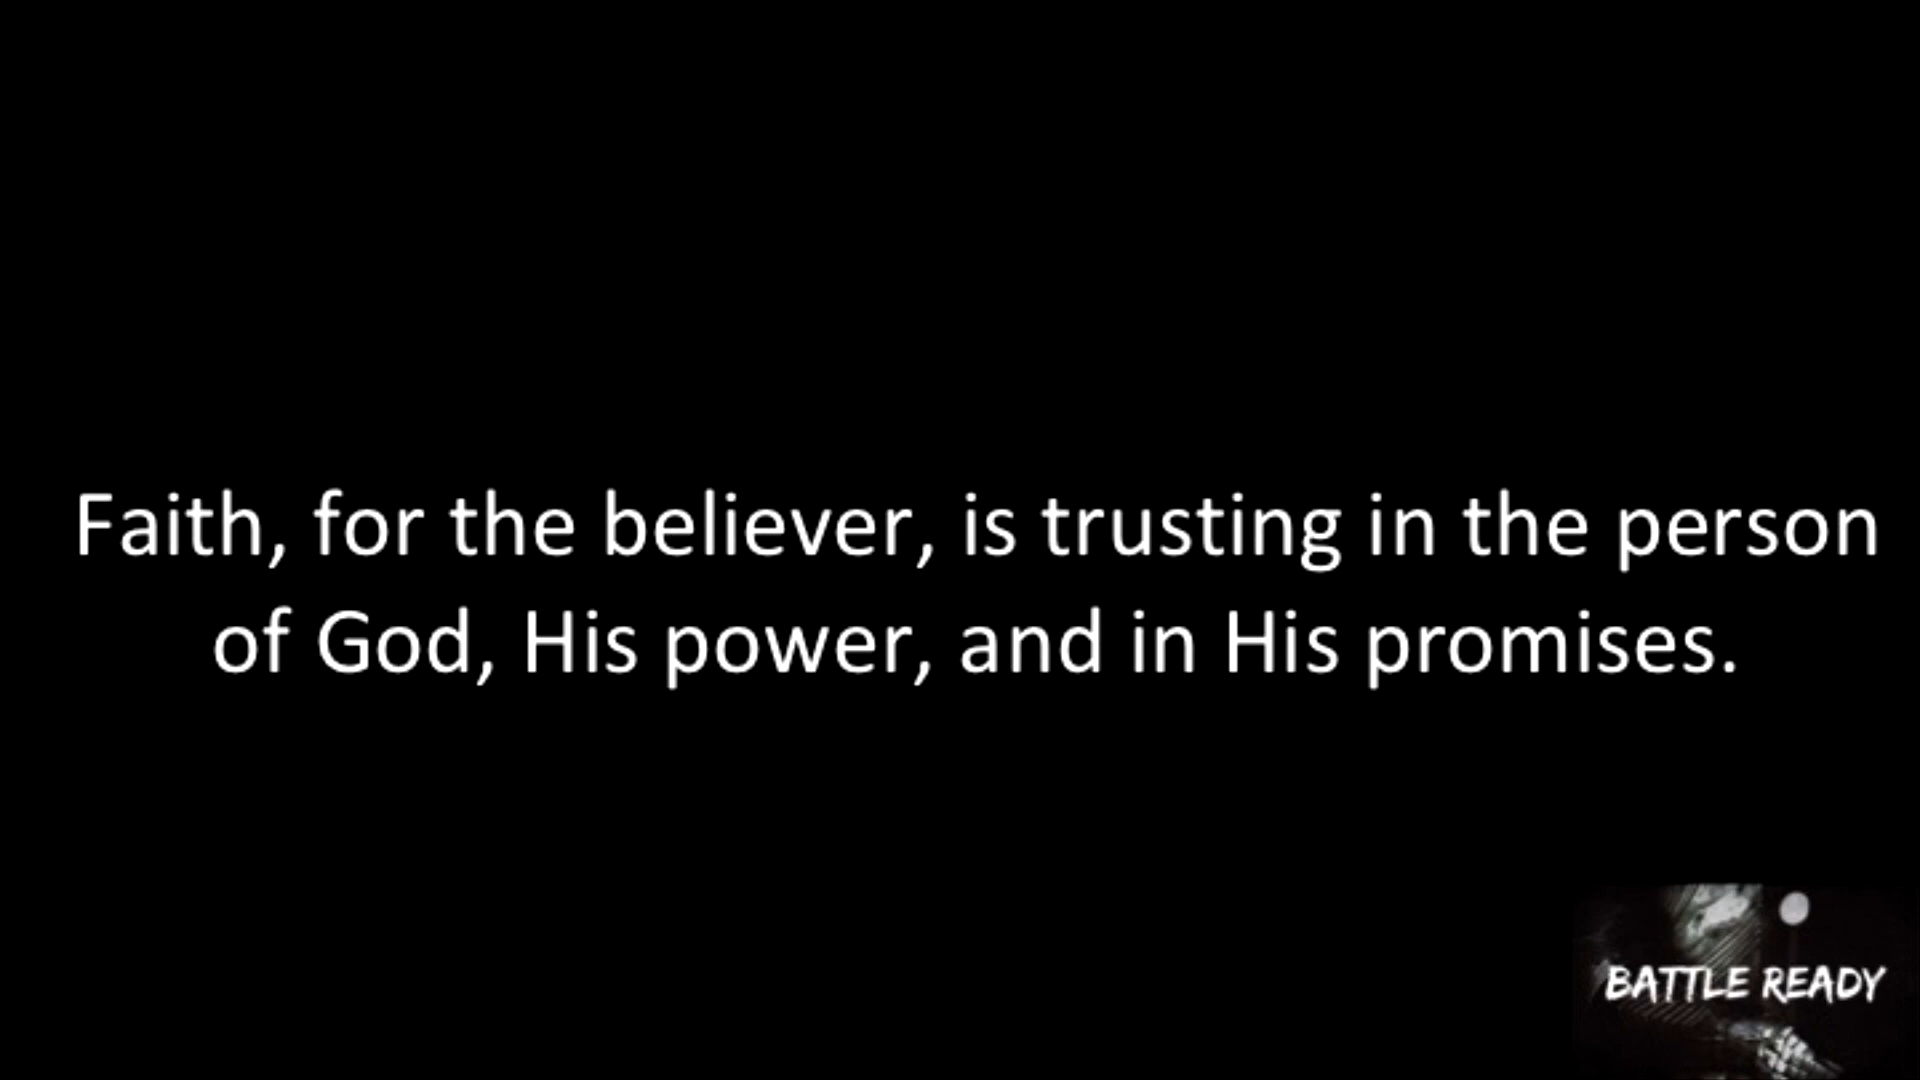 Faith, for the believer, is trusting in the person
of God, His power, and in His promises.
BATTLE READY